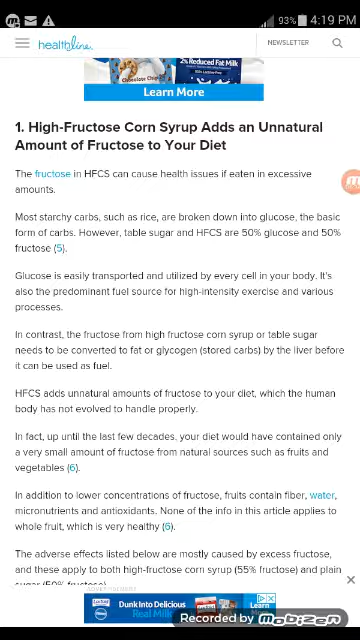 93% 4:19 PM
healthline
NEWSLETTER
Chocolate Chip
2% Reduced Fat Milk
Learn More
1. High-Fructose Corn Syrup Adds an Unnatural
Amount of Fructose to Your Diet
The fructose in HFCS can cause health issues if eaten in excessive
amounts.
Most starchy carbs, such as rice, are broken down into glucose, the basic
form of carbs. However, table sugar and HFCS are 50% glucose and 50%
fructose (5).
Glucose is easily transported and utilized by every cell in your body. It's
also the predominant fuel source for high-intensity exercise and various
processes.
In contrast, the fructose from high fructose corn syrup or table sugar
needs to be converted to fat or glycogen (stored carbs) by the liver before
it can be used as fuel.
HFCS adds unnatural amounts of fructose to your diet, which the human
body has not evolved to handle properly.
In fact, up until the last few decades, your diet would have contained only
a very small amount of fructose from natural sources such as fruits and
vegetables (6).
In addition to lower concentrations of fructose, fruits contain fiber, water,
micronutrients and antioxidants. None of the info in this article applies to
whole fruit, which is very healthy (6).
The adverse effects listed below are mostly caused by excess fructose,
and these apply to both high-fructose corn syrup (55% fructose) and plain
sugar (50% fructose)
ADVERTISEMENT
Dunk Into Delicious
Learn
Recorded by MOBIZEN